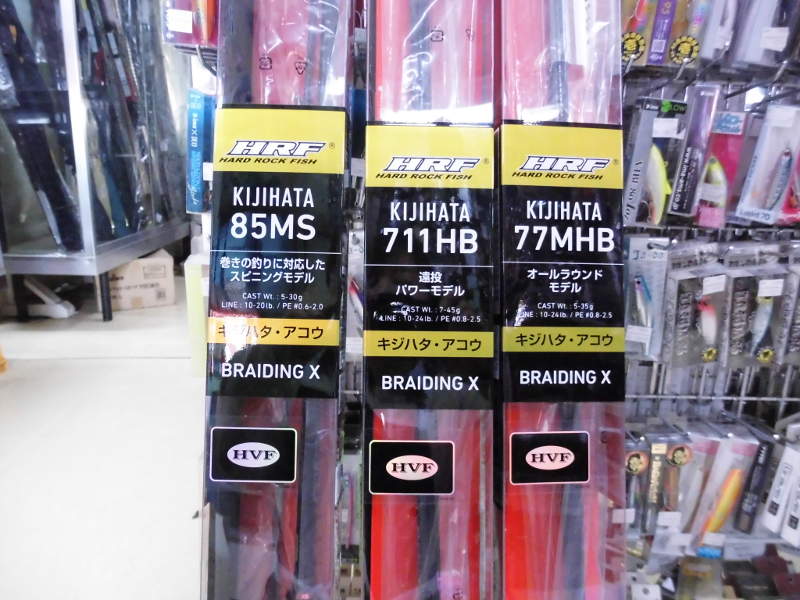 HRF®
HARD ROCK FISH
KIJIHATA
85MS
巻きの釣りに対応した
スピニングモデル
CAST Wt. : 5-30g
LINE : 10-20lb. / PE #0.6-2.0
キジハタ・アコウ
BRAIDING X
HVF
HRF®
HARD ROCK FISH
KIJIHATA
711HB
遠投
パワーモデル
CAST Wt. : 7-45g
LINE : 10-24lb. / PE #0.8-2.5
キジハタ・アコウ
BRAIDING X
HVF
HRF®
HARD ROCK FISH
KIJIHATA
77MHB
オールラウンド
モデル
CAST Wt. : 5-35g
LINE : 10-24lb. / PE #0.8-2.5
キジハタ・アコウ
BRAIDING X
HVF